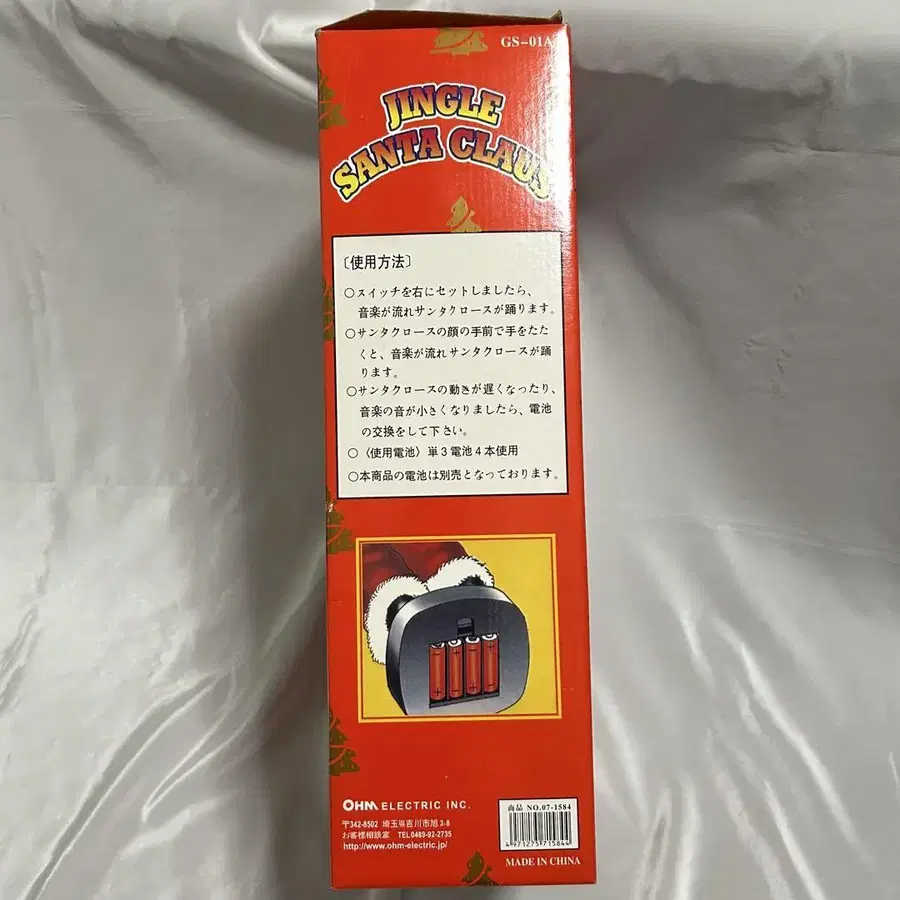 GS-01A
JINGLE
SANTA CLAUS
〔使用方法〕
○スイッチを右にセットしましたら、
音楽が流れサンタクロースが踊ります。
○サンタクロースの顔の手前で手をたた
くと、音楽が流れサンタクロースが踊
ります。
○サンタクロースの動きが遅くなったり、
音楽の音が小さくなりましたら、電池
の交換をして下さい。
○〈使用電池〉単3電池4本使用
○本商品の電池は別売となっております。
OHM ELECTRIC INC.
〒342-8502 埼玉県吉川市旭3-8
お客様相談室 TEL0489-92-2735
http://www.ohm-electric.jp/
商品 NO.07-1584
4971275715844
MADE IN CHINA